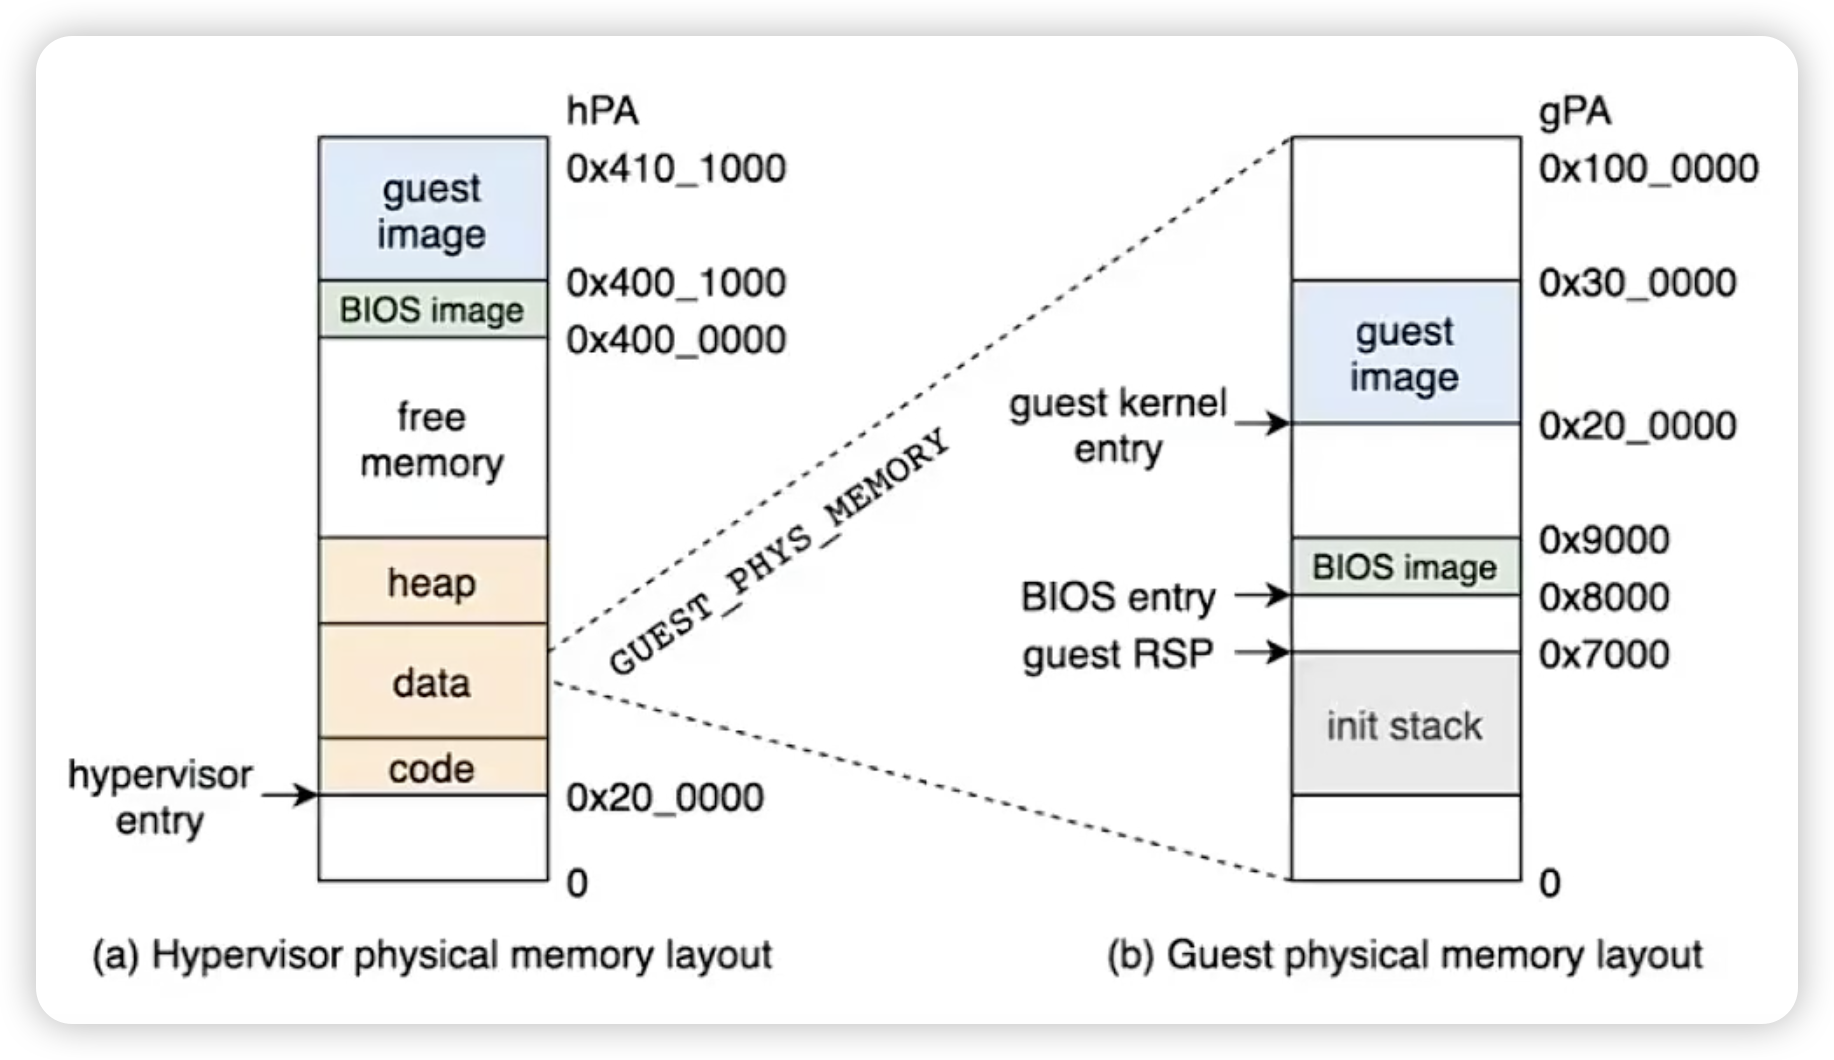 hPA
0x410_1000
guest
image
0x400_1000
BIOS image
0x400_0000
free
memory
heap
data
code
hypervisor
entry
0x20_0000
0
(a) Hypervisor physical memory layout
GUEST_PHYS_MEMORY
gPA
0x100_0000
0x30_0000
guest
image
guest kernel
entry
0x20_0000
0x9000
BIOS image
BIOS entry
0x8000
guest RSP
0x7000
init stack
0
(b) Guest physical memory layout